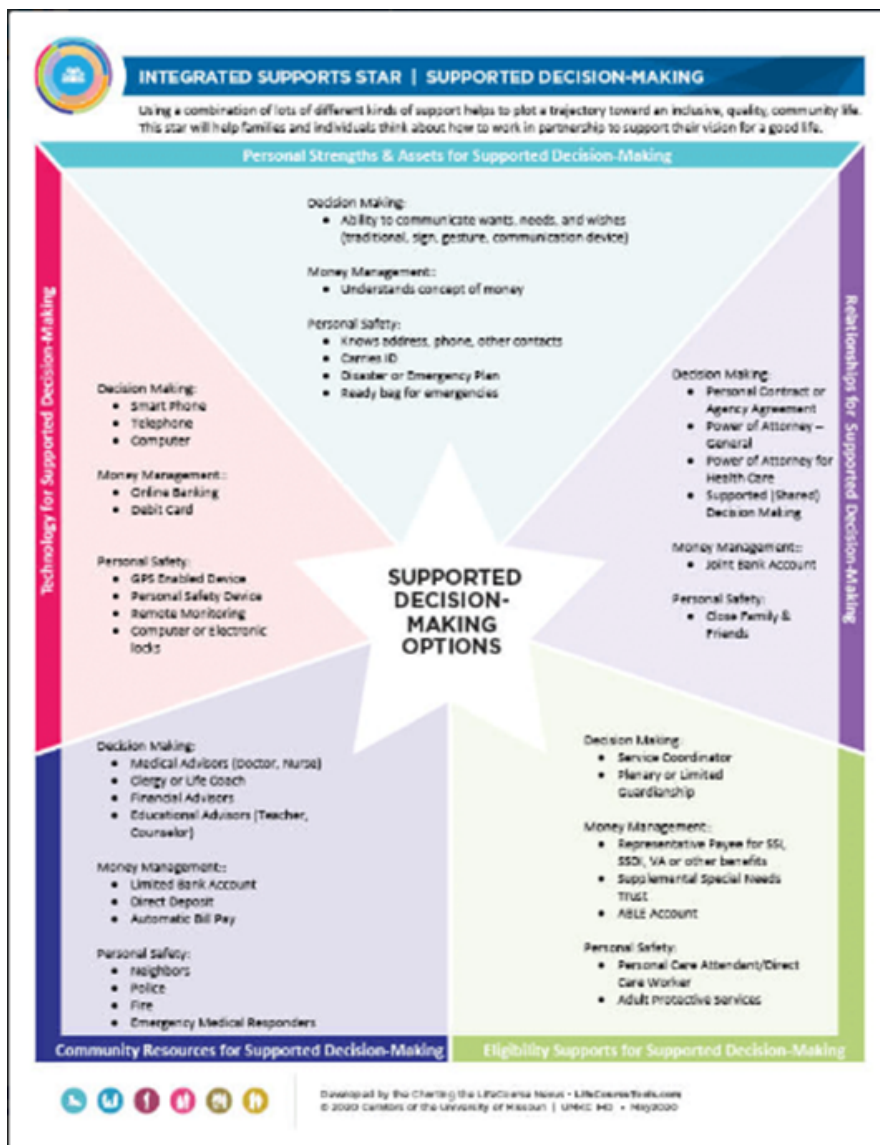 INTEGRATED SUPPORTS STAR | SUPPORTED DECISION-MAKING
Using a combination of lots of different kinds of support helps to plot a trajectory toward an inclusive, quality, community life.
This star will help families and individuals think about how to work in partnership to support their vision for a good life.
Personal Strengths & Assets for Supported Decision-Making
Decision Making:
• Ability to communicate wants, needs, and wishes
(traditional, sign, gesture, communication device)
Money Management::
• Understands concept of money
Personal Safety:
• Knows address, phone, other contacts
• Carries ID
• Disaster or Emergency Plan
• Ready bag for emergencies
Technology for Supported Decision-Making
Decision Making:
• Smart Phone
• Telephone
• Computer
Money Management::
• Online Banking
• Debit Card
Personal Safety:
• GPS Enabled Device
• Personal Safety Device
• Remote Monitoring
• Computer or Electronic
locks
Relationships for Supported Decision-Making
Decision Making:
• Personal Contract or
Agency Agreement
• Power of Attorney –
General
• Power of Attorney for
Health Care
• Supported (Shared)
Decision Making
Money Management::
• Joint Bank Account
Personal Safety:
• Close Family &
Friends
SUPPORTED
DECISION-
MAKING
OPTIONS
Decision Making:
• Medical Advisors (Doctor, Nurse)
• Clergy or Life Coach
• Financial Advisors
• Educational Advisors (Teacher,
Counselor)
Money Management::
• Limited Bank Account
• Direct Deposit
• Automatic Bill Pay
Personal Safety:
• Neighbors
• Police
• Fire
• Emergency Medical Responders
Community Resources for Supported Decision-Making
Decision Making:
• Service Coordinator
• Plenary or Limited
Guardianship
Money Management::
• Representative Payee for SSI,
SSDI, VA or other benefits
• Supplemental Special Needs
Trust
• ABLE Account
Personal Safety:
• Personal Care Attendant/Direct
Care Worker
• Adult Protective Services
Eligibility Supports for Supported Decision-Making
Developed by the Charting the LifeCourse Nexus - LifeCourseTools.com
© 2020 Curators of the University of Missouri | UMKC IHD • May2020